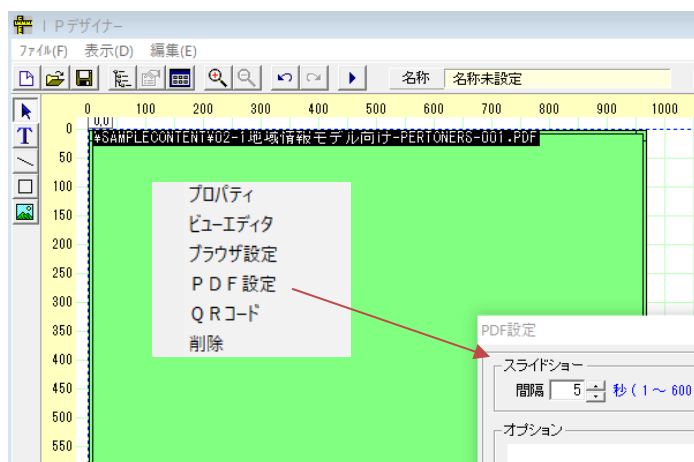 ＩＰデザイナー
ﾌｧｲﾙ(F) 表示(D) 編集(E)
名称 名称未設定
0 100 200 300 400 500 600 700 800 900 1000
0,0
0
¥SAMPLECONTENT¥02-1地域情報モデル向け-PERTONERS-001.PDF
50
100
150
200
250
300
350
400
450
500
550
プロパティ
ビューエディタ
ブラウザ設定
ＰＤＦ設定
ＱＲコード
削除
PDF設定
スライドショー
間隔 5 秒 ( 1 ～ 600
オプション